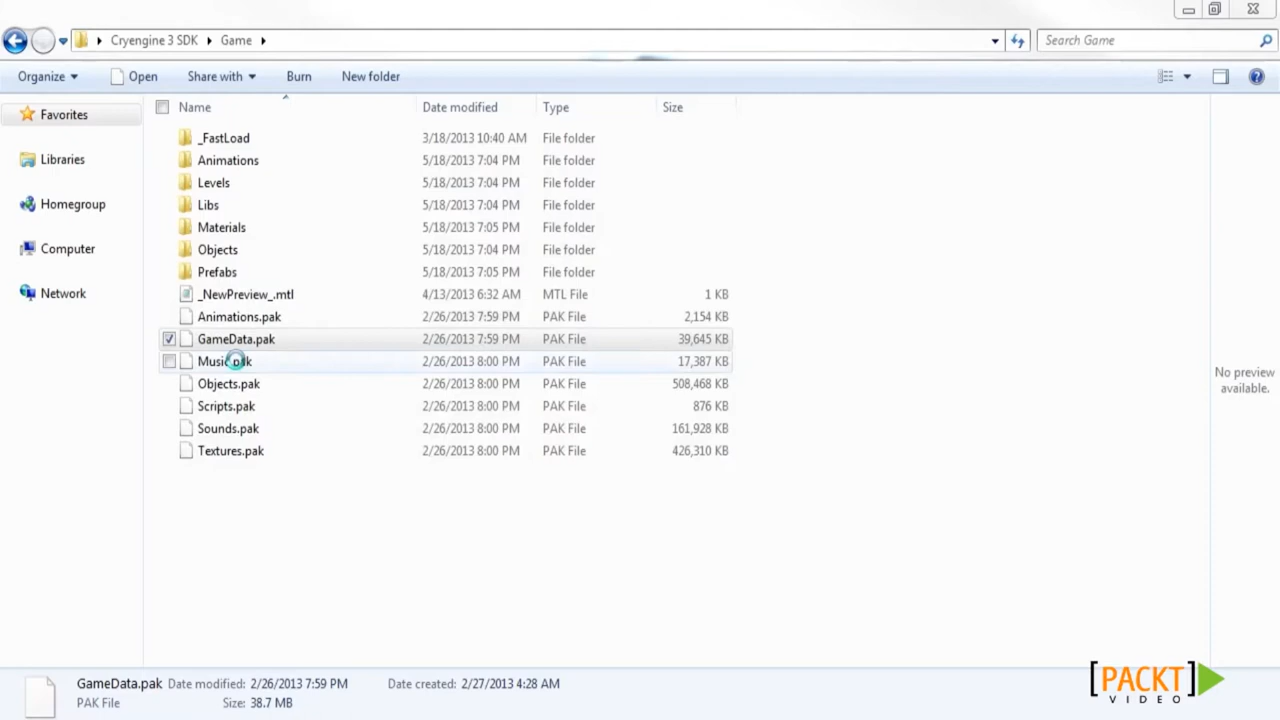 Cryengine 3 SDK Game
Search Game
Organize Open Share with Burn New folder
Name Date modified Type Size
Favorites
Libraries
Homegroup
Computer
Network
_FastLoad 3/18/2013 10:40 AM File folder
Animations 5/18/2013 7:04 PM File folder
Levels 5/18/2013 7:04 PM File folder
Libs 5/18/2013 7:04 PM File folder
Materials 5/18/2013 7:05 PM File folder
Objects 5/18/2013 7:04 PM File folder
Prefabs 5/18/2013 7:05 PM File folder
_NewPreview_.mtl 4/13/2013 6:32 AM MTL File 1 KB
Animations.pak 2/26/2013 7:59 PM PAK File 2,154 KB
GameData.pak 2/26/2013 7:59 PM PAK File 39,645 KB
Music.pak 2/26/2013 8:00 PM PAK File 17,387 KB
Objects.pak 2/26/2013 8:00 PM PAK File 508,468 KB
Scripts.pak 2/26/2013 8:00 PM PAK File 876 KB
Sounds.pak 2/26/2013 8:00 PM PAK File 161,928 KB
Textures.pak 2/26/2013 8:00 PM PAK File 426,310 KB
No preview
available.
GameData.pak Date modified: 2/26/2013 7:59 PM Date created: 2/27/2013 4:28 AM
PAK File Size: 38.7 MB
[PACKT]
VIDEO